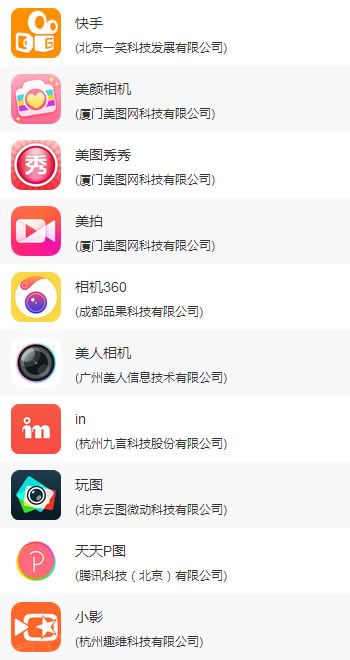 快手
(北京一笑科技发展有限公司)
美颜相机
(厦门美图网科技有限公司)
秀
美图秀秀
(厦门美图网科技有限公司)
美拍
(厦门美图网科技有限公司)
相机360
(成都品果科技有限公司)
美人相机
(广州美人信息技术有限公司)
in
in
(杭州九言科技股份有限公司)
玩图
(北京云图微动科技有限公司)
P
天天P图
(腾讯科技（北京）有限公司)
小影
(杭州趣维科技有限公司)